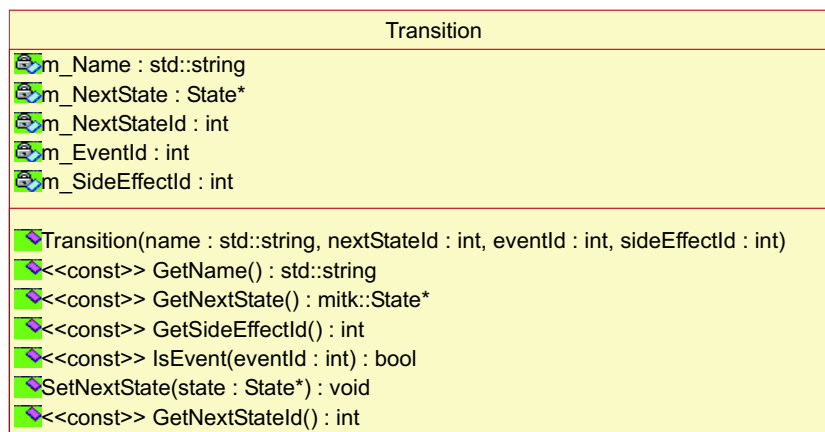 Transition
m_Name : std::string
m_NextState : State*
m_NextStateId : int
m_EventId : int
m_SideEffectId : int
Transition(name : std::string, nextStateId : int, eventId : int, sideEffectId : int)
<<const>> GetName() : std::string
<<const>> GetNextState() : mitk::State*
<<const>> GetSideEffectId() : int
<<const>> IsEvent(eventId : int) : bool
SetNextState(state : State*) : void
<<const>> GetNextStateId() : int